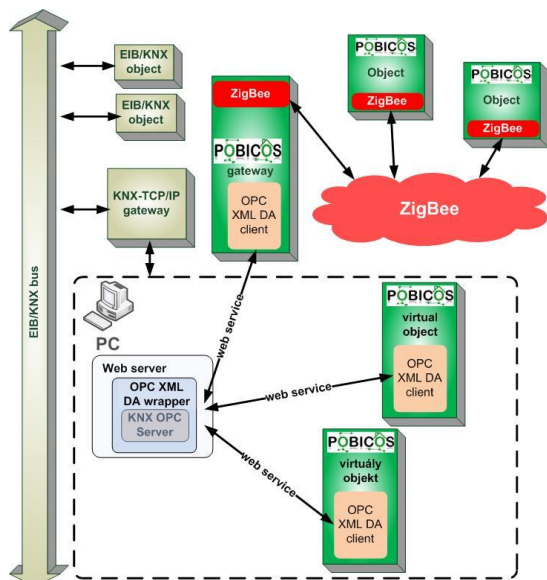 EIB/KNX bus
EIB/KNX
object
EIB/KNX
object
KNX-TCP/IP
gateway
ZigBee
POBICOS
gateway
OPC
XML DA
client
POBICOS
Object
ZigBee
POBICOS
Object
ZigBee
ZigBee
PC
Web server
OPC XML
DA wrapper
KNX OPC
Server
web service
web service
web service
POBICOS
virtual
object
OPC
XML DA
client
POBICOS
virtuály
objekt
OPC
XML DA
client